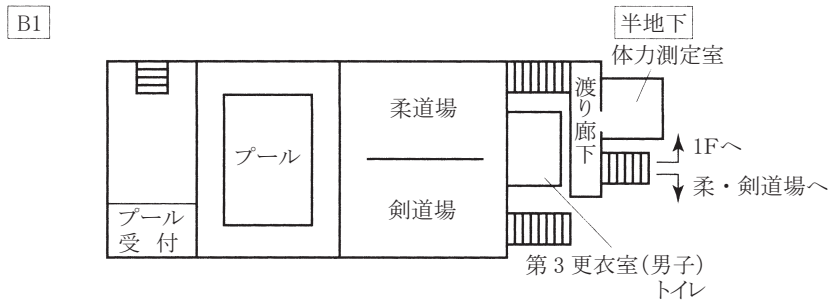 B1
半地下
体力測定室
渡り廊下
柔道場
プール
1Fへ
柔・剣道場へ
剣道場
プール
受 付
第3更衣室(男子)
トイレ